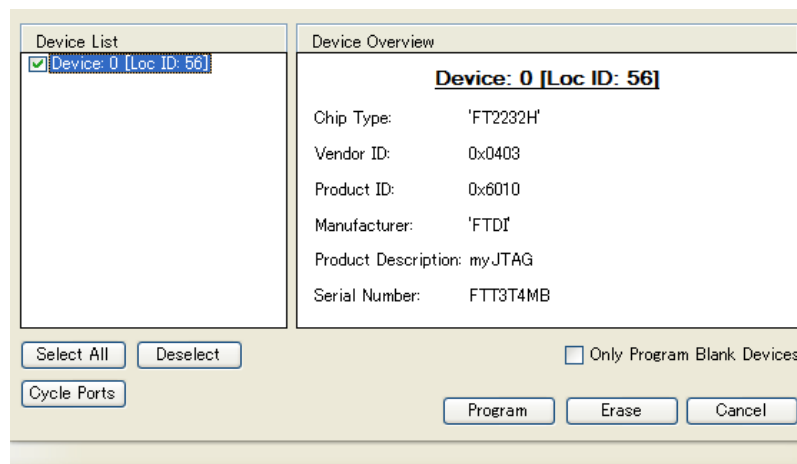 Device List
Device: 0 [Loc ID: 56]
Device Overview
Device: 0 [Loc ID: 56]
Chip Type: 'FT2232H'
Vendor ID: 0x0403
Product ID: 0x6010
Manufacturer: 'FTDI'
Product Description: myJTAG
Serial Number: FTT3T4MB
Select All Deselect
Only Program Blank Devices
Cycle Ports
Program Erase Cancel